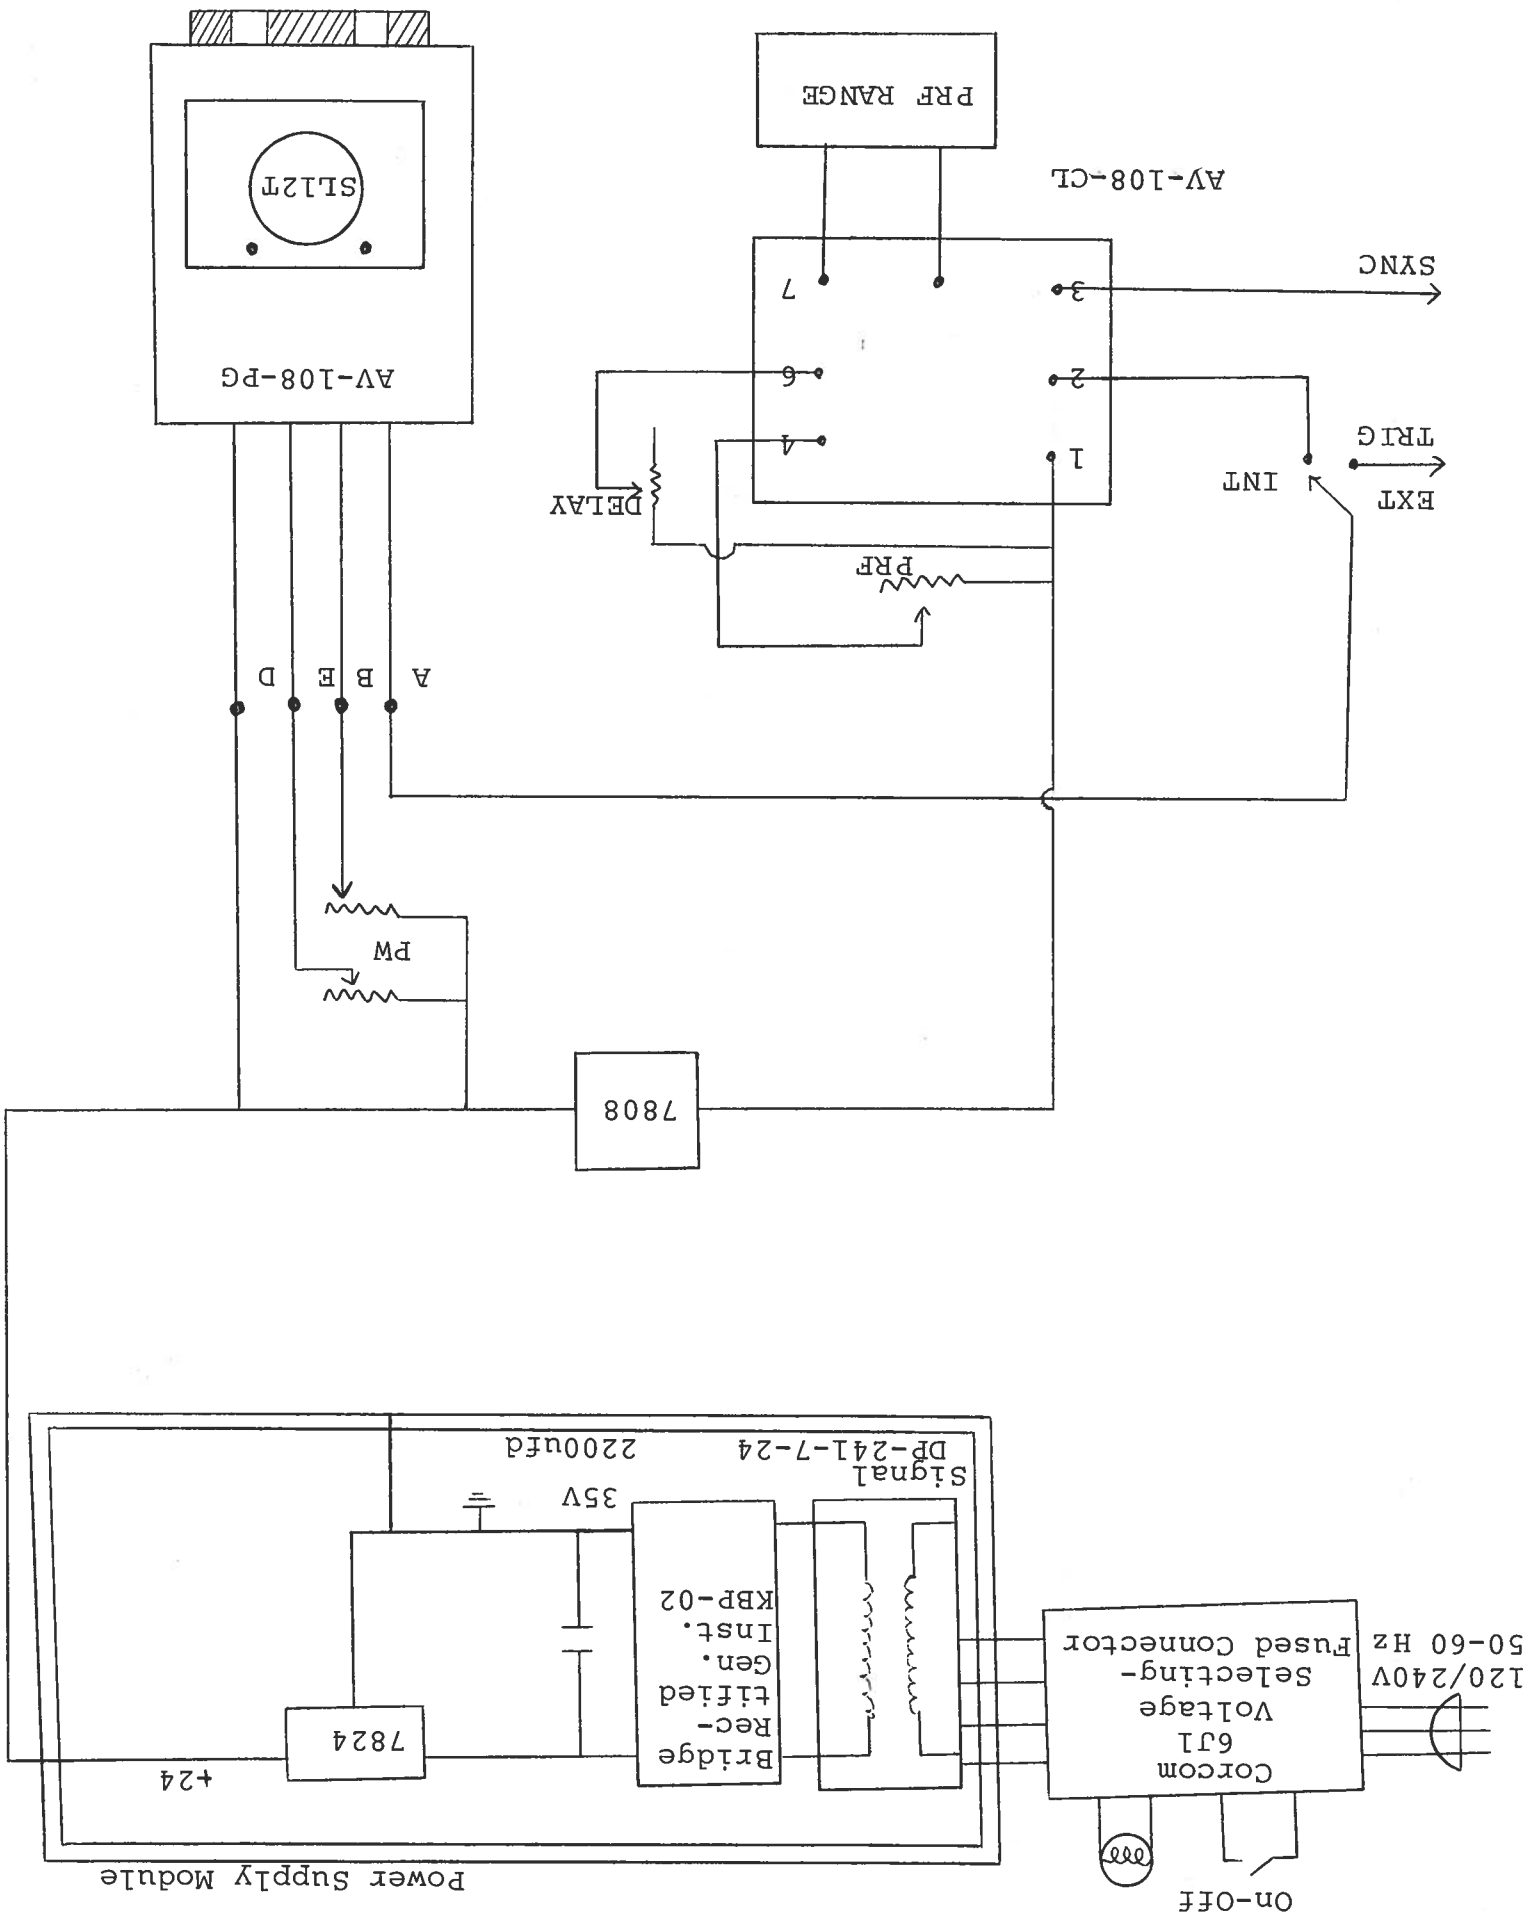 Power Supply Module
On-Off
+24
7824
Bridge
Rec-
tified
Gen.
Inst.
KBP-02
35V
2200ufd
Signal
DP-241-7-24
Corcom
6J1
Voltage
Selecting-
Fused Connector
120/240V
50-60 Hz
7808
PW
A
B
E
D
AV-108-PG
SL12T
PRF
DELAY
1
2
3
4
6
7
AV-108-CL
PRF RANGE
EXT
TRIG
INT
SYNC